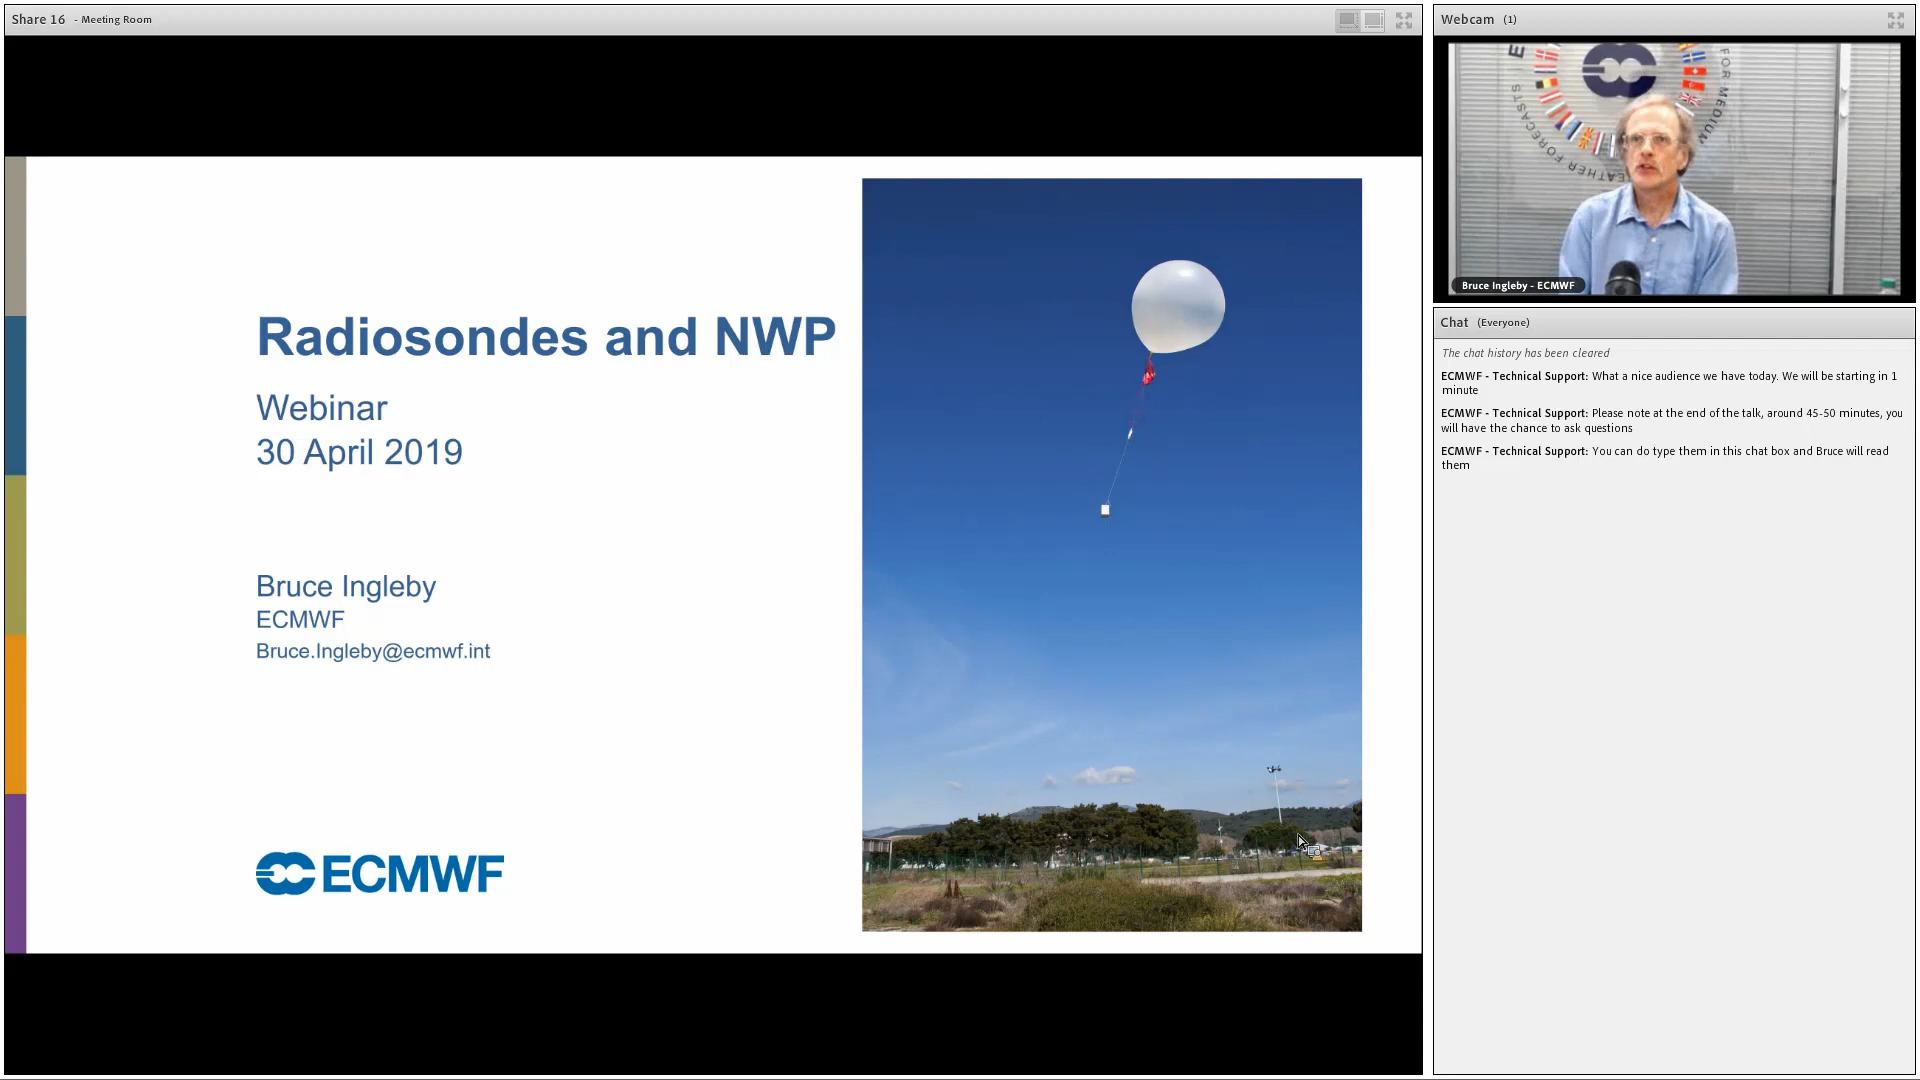 Share 16 - Meeting Room
Radiosondes and NWP
Webinar
30 April 2019
Bruce Ingleby
ECMWF
Bruce.Ingleby@ecmwf.int
ECMWF
Webcam (1)
FOR MEDIUM
WEATHER FORECASTS
Bruce Ingleby - ECMWF
Chat (Everyone)
The chat history has been cleared
ECMWF - Technical Support: What a nice audience we have today. We will be starting in 1
minute
ECMWF - Technical Support: Please note at the end of the talk, around 45-50 minutes, you
will have the chance to ask questions
ECMWF - Technical Support: You can do type them in this chat box and Bruce will read
them